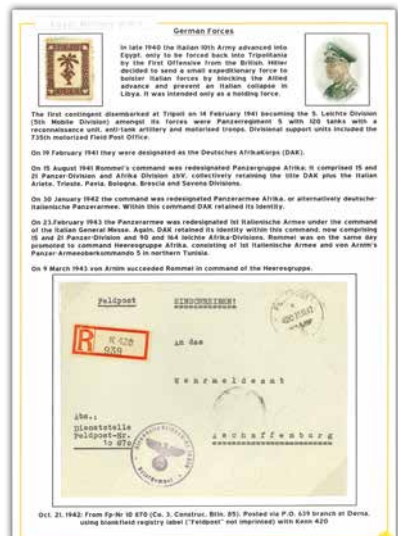 German Forces
In late 1940 the Italian 10th Army advanced into
Egypt, only to be forced back into Tripolitania
by the First Offensive from the British. Hitler
decided to send a small expeditionary force to
bolster Italian forces by blocking the Allied
advance and prevent an Italian collapse in
Libya. It was intended only as a holding force.
The first contingent disembarked at Tripoli on 14 February 1941 becoming the 5. Leichte Division
(5th Mobile Division) amongst its forces were Panzerregiment 5 with 120 tanks with a
reconnaissance unit, anti-tank artillery and motorised troops. Divisional support units included the
735th motorized Field Post Office.
On 19 February 1941 they were designated as the Deutsches AfrikaKorps (DAK).
On 15 August 1941 Rommel's command was redesignated Panzergruppe Afrika; it comprised 15 and
21 Panzer-Division and Afrika Division zbV, collectively retaining the title DAK plus the Italian
Ariete, Trieste, Pavia, Bologna, Brescia and Savona Divisions.
On 30 January 1942 the command was redesignated Panzerarmee Afrika, or alternatively deutsche-
italienische Panzerarmee. Within this command DAK retained its identity.
On 23.February 1943 the Panzerarmee was redesignated 1st Italienische Armee under the command
of the Italian General Messe. Again, DAK retained its identity within this command, now comprising
15 and 21 Panzer-Division and 90 and 164 leichte Afrika-Divisions. Rommel was on the same day
promoted to command Heeresgruppe Afrika, consisting of 1st Italienische Armee and von Arnim's
Panzer-Armeeoberkommando 5 in northern Tunisia.
On 9 March 1943 von Arnim succeeded Rommel in command of the Heeresgruppe.
Feldpost EINSCHREIBEN!
R K 420
939
An das
Wehrmeldeamt
Abs.:
Dienststelle
Feldpost-Nr.
10 870
Aschaffenburg
Oct. 21, 1942: From Fp-Nr 10 870 (Co. 3, Construc. Btln. 85). Posted via P.O. 639 branch at Derna,
using blankfield registry label ("Feldpost" not imprinted) with Kenn 420